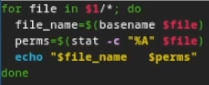 for file in $1/*; do
  file_name=$(basename $file)
  perms=$(stat -c "%A" $file)
  echo "$file_name   $perms"
done